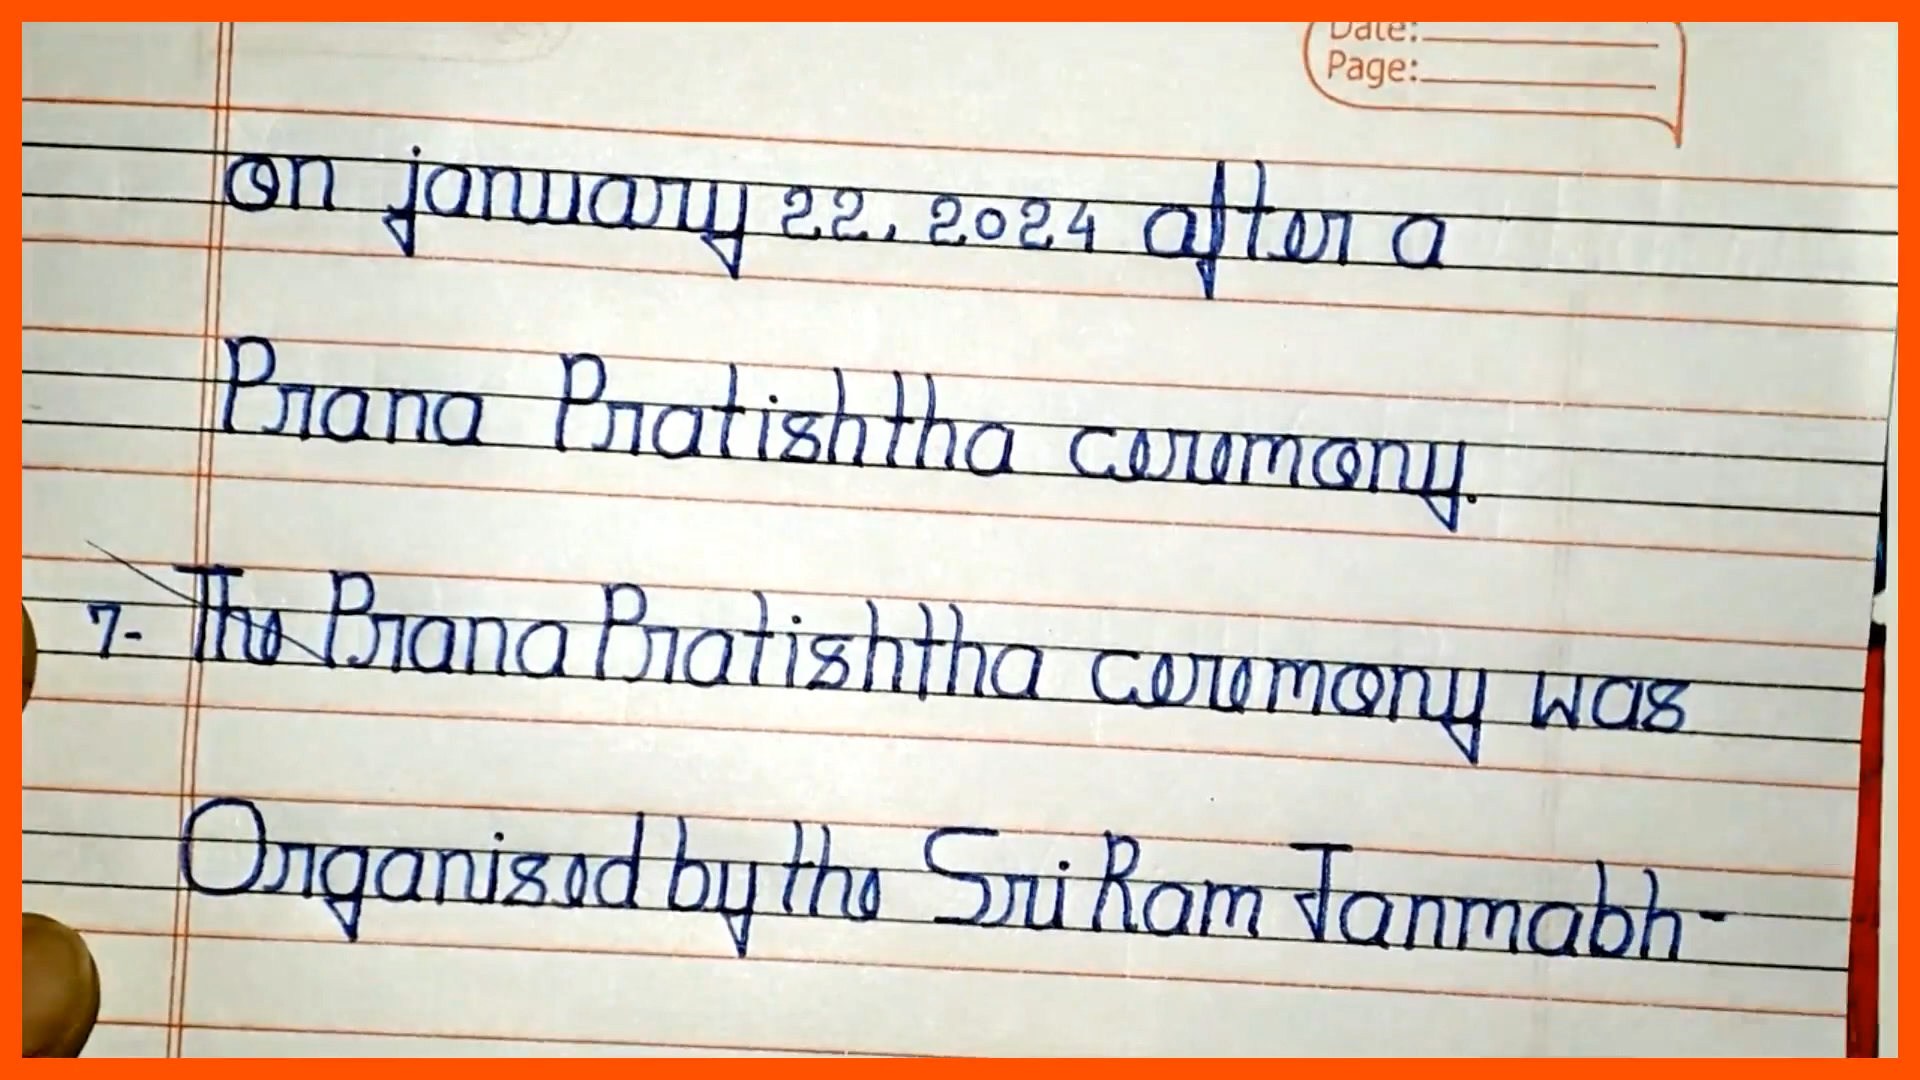 Date:
Page:
on january 22, 2024 after a
Prana Pratishtha ceremony.
7- The Prana Pratishtha ceremony was
Organised by the Sri Ram Janmabh-